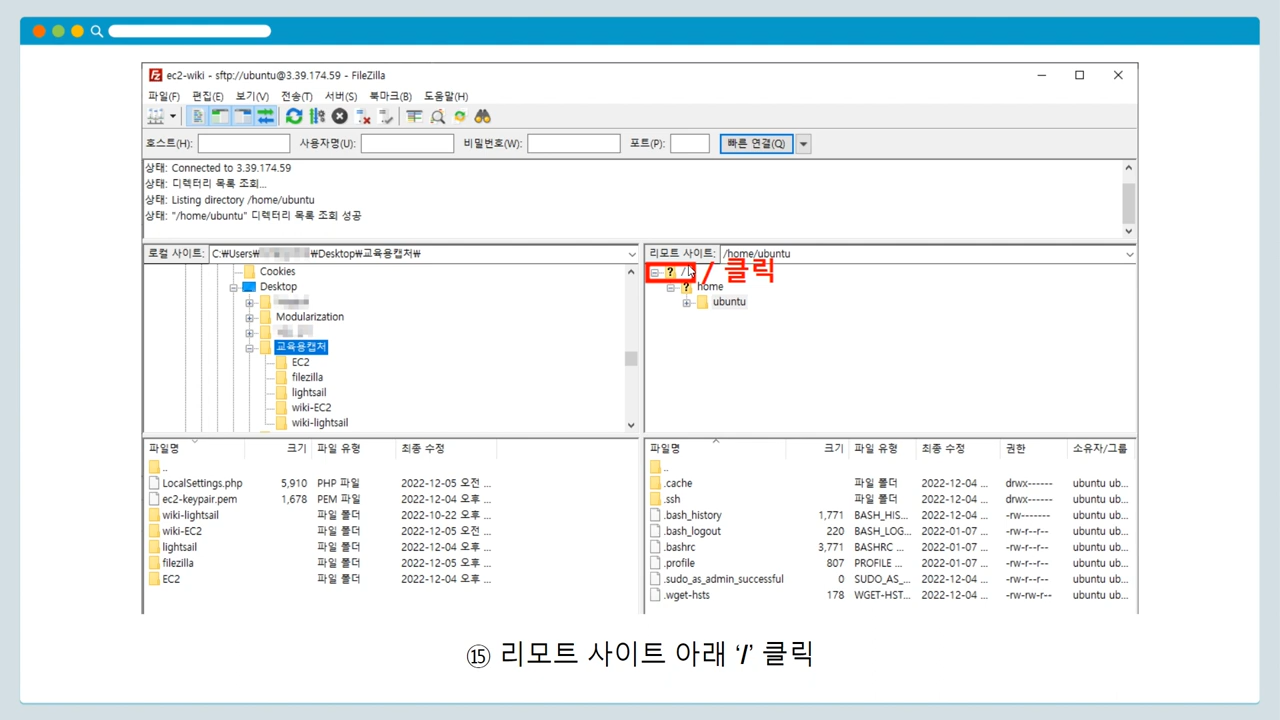 ec2-wiki - sftp://ubuntu@3.39.174.59 - FileZilla
파일(F) 편집(E) 보기(V) 전송(T) 서버(S) 북마크(B) 도움말(H)
호스트(H): 사용자명(U): 비밀번호(W): 포트(P): 빠른 연결(Q)
상태: Connected to 3.39.174.59
상태: 디렉터리 목록 조회...
상태: Listing directory /home/ubuntu
상태: "/home/ubuntu" 디렉터리 목록 조회 성공
로컬 사이트: C:₩Users₩ ₩Desktop₩교육용캡저₩
Cookies
Desktop
Modularization
교육용캡저
EC2
filezilla
lightsail
wiki-EC2
wiki-lightsail
리모트 사이트: /home/ubuntu
/
/ 클릭
home
ubuntu
파일명 크기 파일 유형 최종 수정
..
LocalSettings.php 5,910 PHP 파일 2022-12-05 오전 ...
ec2-keypair.pem 1,678 PEM 파일 2022-12-04 오후 ...
wiki-lightsail 파일 폴더 2022-10-22 오후 ...
wiki-EC2 파일 폴더 2022-12-05 오전 ...
lightsail 파일 폴더 2022-12-04 오후 ...
filezilla 파일 폴더 2022-12-05 오후 ...
EC2 파일 폴더 2022-12-04 오후 ...
파일명 크기 파일 유형 최종 수정 권한 소유자/그룹
..
.cache 파일 폴더 2022-12-04 ... drwx------ ubuntu ub...
.ssh 파일 폴더 2022-12-04 ... drwx------ ubuntu ub...
.bash_history 1,771 BASH_HIS... 2022-12-04 ... -rw------- ubuntu ub...
.bash_logout 220 BASH_LOG... 2022-01-07 ... -rw-r--r-- ubuntu ub...
.bashrc 3,771 BASHRC ... 2022-01-07 ... -rw-r--r-- ubuntu ub...
.profile 807 PROFILE ... 2022-01-07 ... -rw-r--r-- ubuntu ub...
.sudo_as_admin_successful 0 SUDO_AS_... 2022-12-04 ... -rw-r--r-- ubuntu ub...
.wget-hsts 178 WGET-HST... 2022-12-04 ... -rw-rw-r-- ubuntu ub...
⑮ 리모트 사이트 아래 ‘/’ 클릭